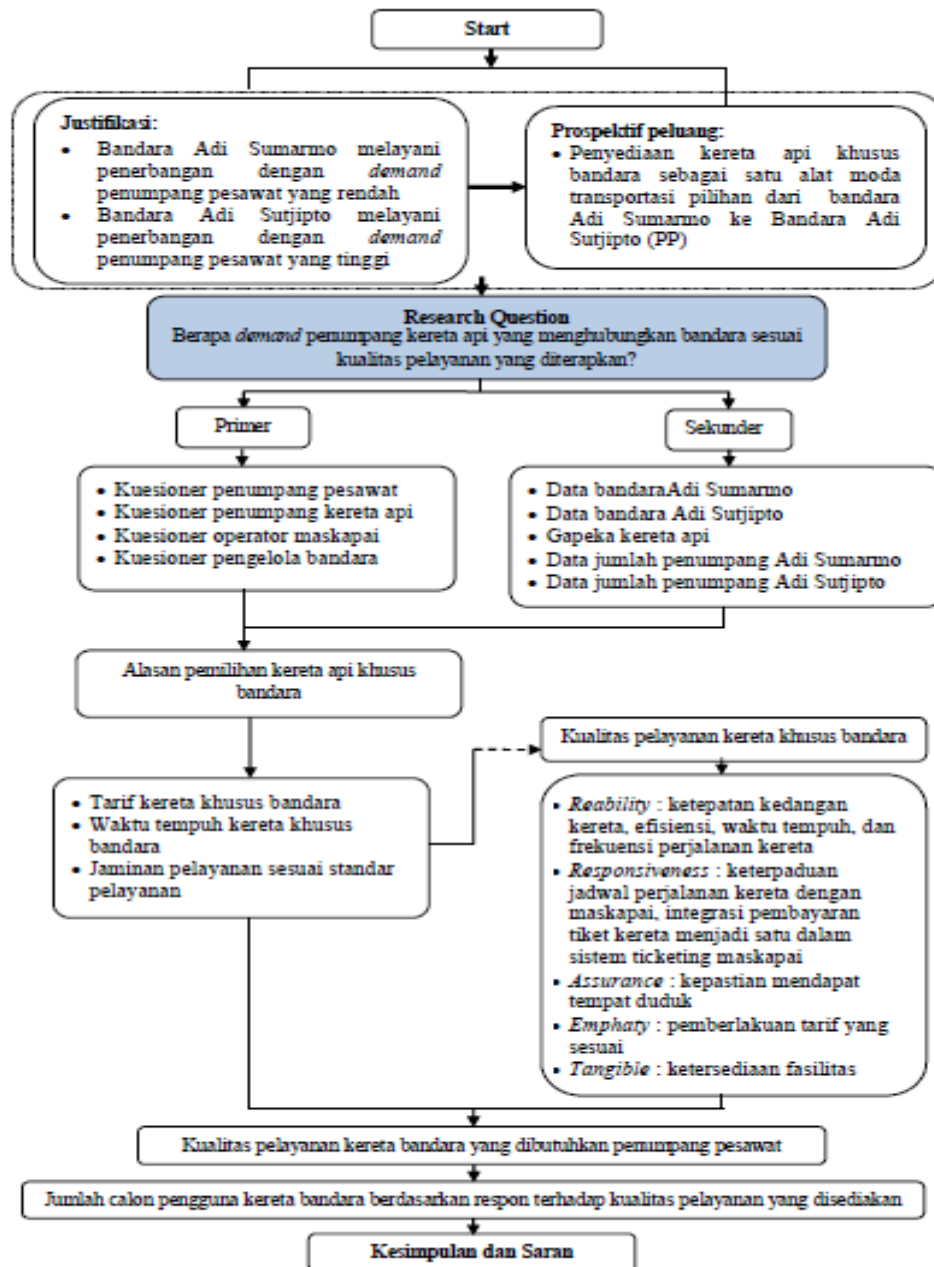 Start
Justifikasi:
• Bandara Adi Sumarmo melayani
penerbangan dengan demand
penumpang pesawat yang rendah
• Bandara Adi Sutjipto melayani
penerbangan dengan demand
penumpang pesawat yang tinggi
Prospektif peluang:
• Penyediaan kereta api khusus
bandara sebagai satu alat moda
transportasi pilihan dari bandara
Adi Sumarmo ke Bandara Adi
Sutjipto (PP)
Research Question
Berapa demand penumpang kereta api yang menghubungkan bandara sesuai
kualitas pelayanan yang diterapkan?
Primer
Sekunder
• Kuesioner penumpang pesawat
• Kuesioner penumpang kereta api
• Kuesioner operator maskapai
• Kuesioner pengelola bandara
• Data bandaraAdi Sumarmo
• Data bandara Adi Sutjipto
• Gapeka kereta api
• Data jumlah penumpang Adi Sumarmo
• Data jumlah penumpang Adi Sutjipto
Alasan pemilihan kereta api khusus
bandara
• Tarif kereta khusus bandara
• Waktu tempuh kereta khusus
bandara
• Jaminan pelayanan sesuai standar
pelayanan
Kualitas pelayanan kereta khusus bandara
• Reability : ketepatan kedangan
kereta, efisiensi, waktu tempuh, dan
frekuensi perjalanan kereta
• Responsiveness : keterpaduan
jadwal perjalanan kereta dengan
maskapai, integrasi pembayaran
tiket kereta menjadi satu dalam
sistem ticketing maskapai
• Assurance : kepastian mendapat
tempat duduk
• Emphaty : pemberlakuan tarif yang
sesuai
• Tangible : ketersediaan fasilitas
Kualitas pelayanan kereta bandara yang dibutuhkan penumpang pesawat
Jumlah calon pengguna kereta bandara berdasarkan respon terhadap kualitas pelayanan yang disediakan
Kesimpulan dan Saran